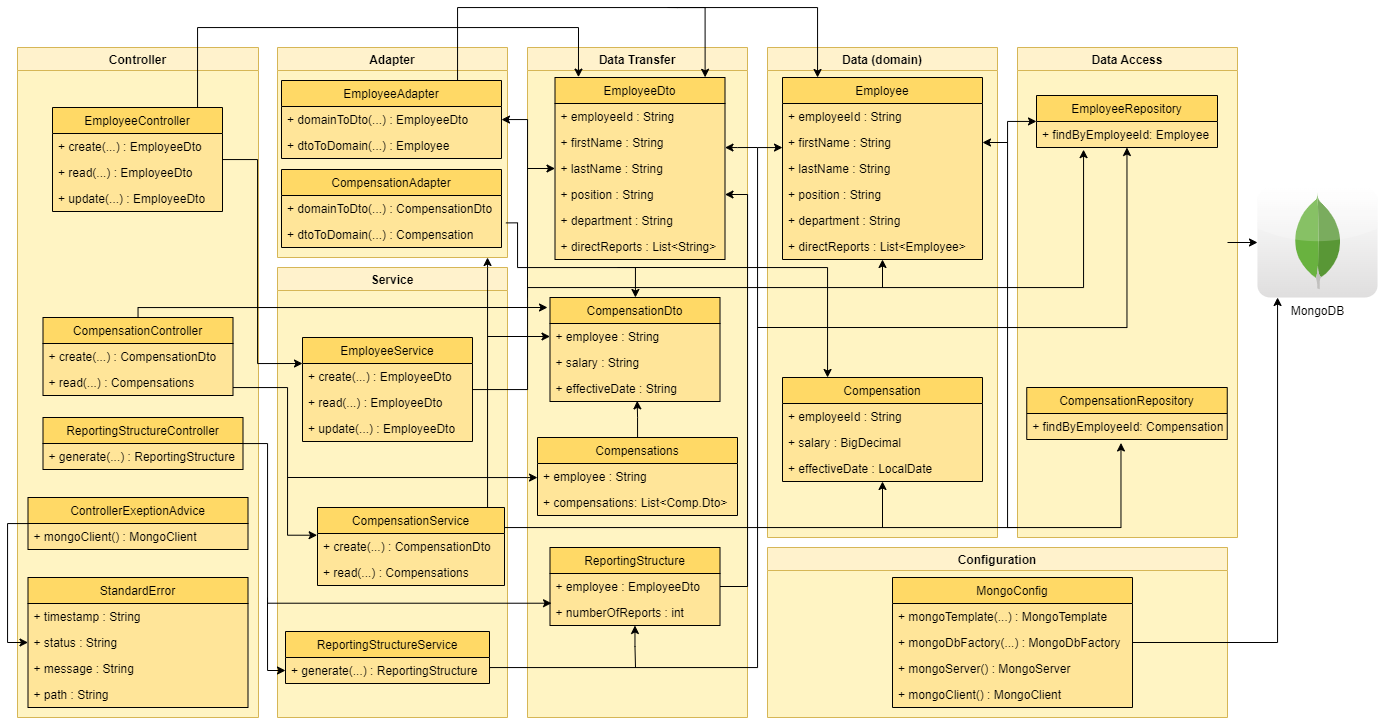 Controller
EmployeeController
+ create(...) : EmployeeDto
+ read(...) : EmployeeDto
+ update(...) : EmployeeDto
CompensationController
+ create(...) : CompensationDto
+ read(...) : Compensations
ReportingStructureController
+ generate(...) : ReportingStructure
ControllerExeptionAdvice
+ mongoClient() : MongoClient
StandardError
+ timestamp : String
+ status : String
+ message : String
+ path : String
Adapter
EmployeeAdapter
+ domainToDto(...) : EmployeeDto
+ dtoToDomain(...) : Employee
CompensationAdapter
+ domainToDto(...) : CompensationDto
+ dtoToDomain(...) : Compensation
Service
EmployeeService
+ create(...) : EmployeeDto
+ read(...) : EmployeeDto
+ update(...) : EmployeeDto
CompensationService
+ create(...) : CompensationDto
+ read(...) : Compensations
ReportingStructureService
+ generate(...) : ReportingStructure
Data Transfer
EmployeeDto
+ employeeId : String
+ firstName : String
+ lastName : String
+ position : String
+ department : String
+ directReports : List<String>
CompensationDto
+ employee : String
+ salary : String
+ effectiveDate : String
Compensations
+ employee : String
+ compensations: List<Comp.Dto>
ReportingStructure
+ employee : EmployeeDto
+ numberOfReports : int
Data (domain)
Employee
+ employeeId : String
+ firstName : String
+ lastName : String
+ position : String
+ department : String
+ directReports : List<Employee>
Compensation
+ employeeId : String
+ salary : BigDecimal
+ effectiveDate : LocalDate
Data Access
EmployeeRepository
+ findByEmployeeId: Employee
CompensationRepository
+ findByEmployeeId: Compensation
Configuration
MongoConfig
+ mongoTemplate(...) : MongoTemplate
+ mongoDbFactory(...) : MongoDbFactory
+ mongoServer() : MongoServer
+ mongoClient() : MongoClient
MongoDB